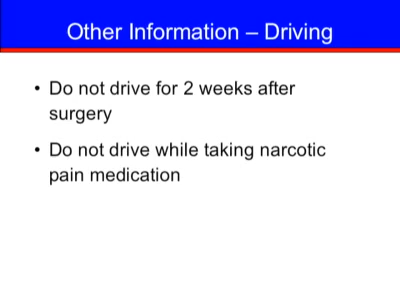 Other Information – Driving
• Do not drive for 2 weeks after
surgery
• Do not drive while taking narcotic
pain medication